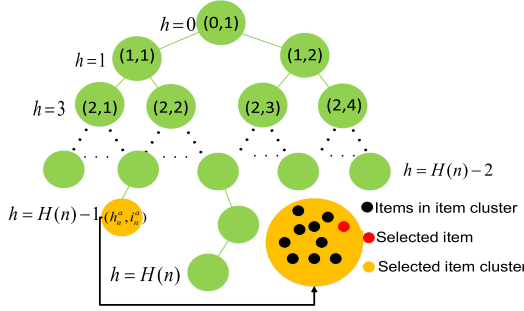 h=0
(0,1)
h=1
(1,1)
(1,2)
h=3
(2,1)
(2,2)
(2,3)
(2,4)
h=H(n)−2
h=H(n)−1
(h_n^a, i_n^a)
h=H(n)
Items in item cluster
Selected item
Selected item cluster